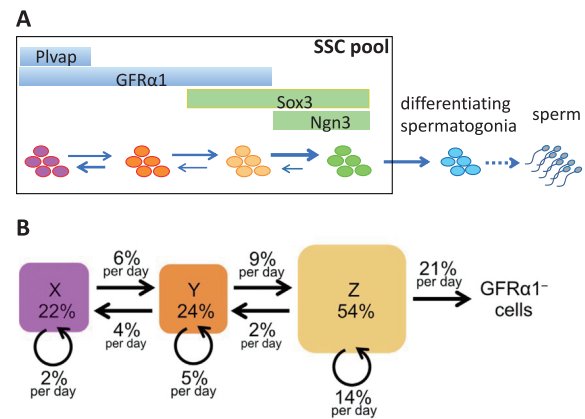 A
SSC pool
Plvap
GFRα1
Sox3
Ngn3
differentiating
spermatogonia
sperm
B
6%
per day
9%
per day
21%
per day
X
22%
Y
24%
Z
54%
GFRα1⁻
cells
4%
per day
2%
per day
2%
per day
5%
per day
14%
per day